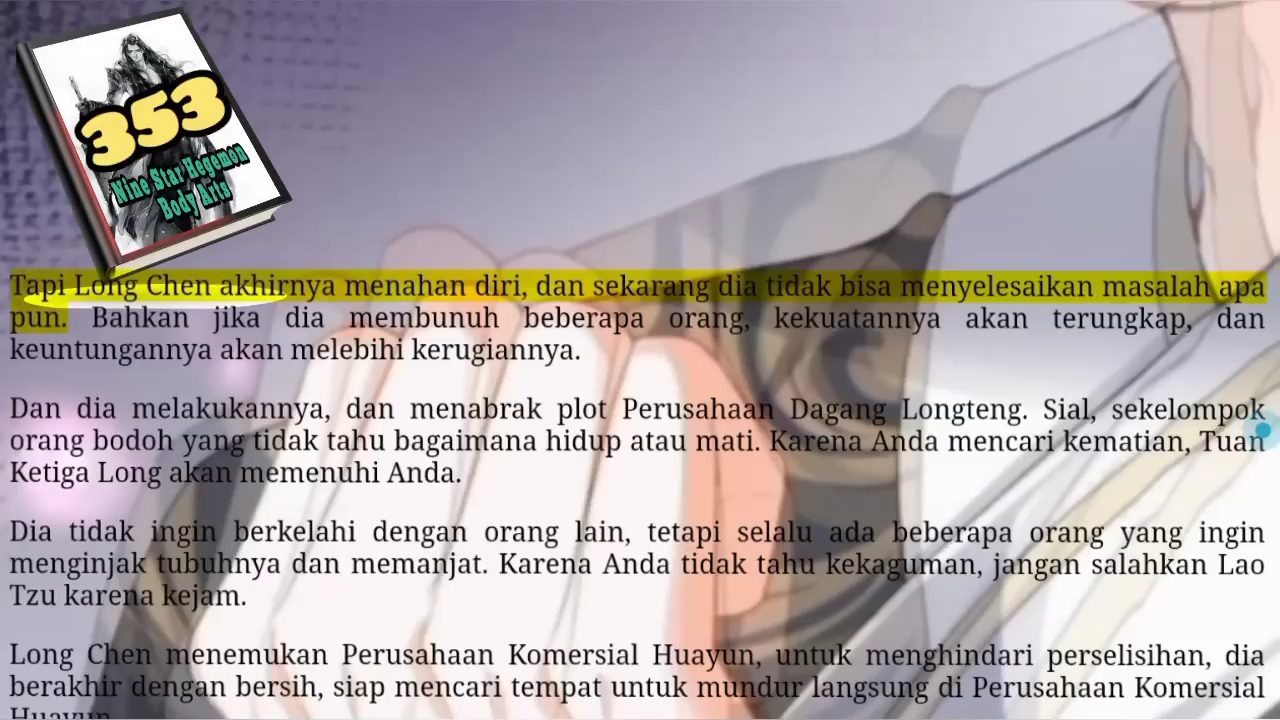 353
Nine Star Hegemon
Body Arts
Tapi Long Chen akhirnya menahan diri, dan sekarang dia tidak bisa menyelesaikan masalah apa
pun. Bahkan jika dia membunuh beberapa orang, kekuatannya akan terungkap, dan
keuntungannya akan melebihi kerugiannya.
Dan dia melakukannya, dan menabrak plot Perusahaan Dagang Longteng. Sial, sekelompok
orang bodoh yang tidak tahu bagaimana hidup atau mati. Karena Anda mencari kematian, Tuan
Ketiga Long akan memenuhi Anda.
Dia tidak ingin berkelahi dengan orang lain, tetapi selalu ada beberapa orang yang ingin
menginjak tubuhnya dan memanjat. Karena Anda tidak tahu kekaguman, jangan salahkan Lao
Tzu karena kejam.
Long Chen menemukan Perusahaan Komersial Huayun, untuk menghindari perselisihan, dia
berakhir dengan bersih, siap mencari tempat untuk mundur langsung di Perusahaan Komersial
Huayun.